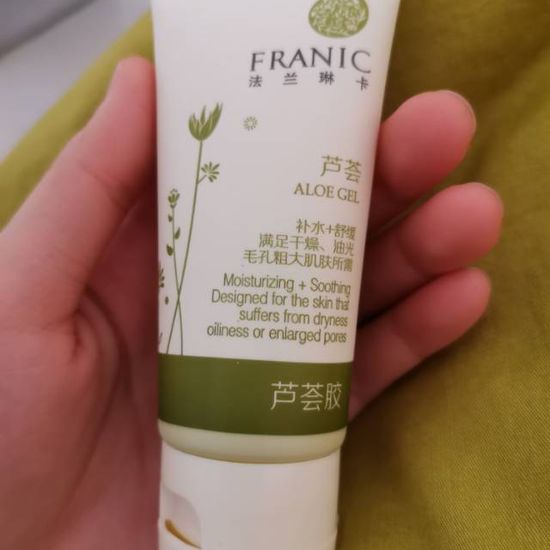 FRANIC
法兰琳卡
芦荟
ALOE GEL
补水+舒缓
满足干燥、油光
毛孔粗大肌肤所需
Moisturizing + Soothing
Designed for the skin that
suffers from dryness
oiliness or enlarged pores
芦荟胶